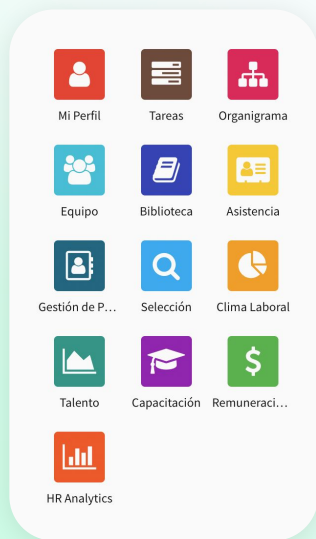 Mi Perfil
Tareas
Organigrama
Equipo
Biblioteca
Asistencia
Gestión de P...
Selección
Clima Laboral
Talento
Capacitación
Remuneraci...
HR Analytics